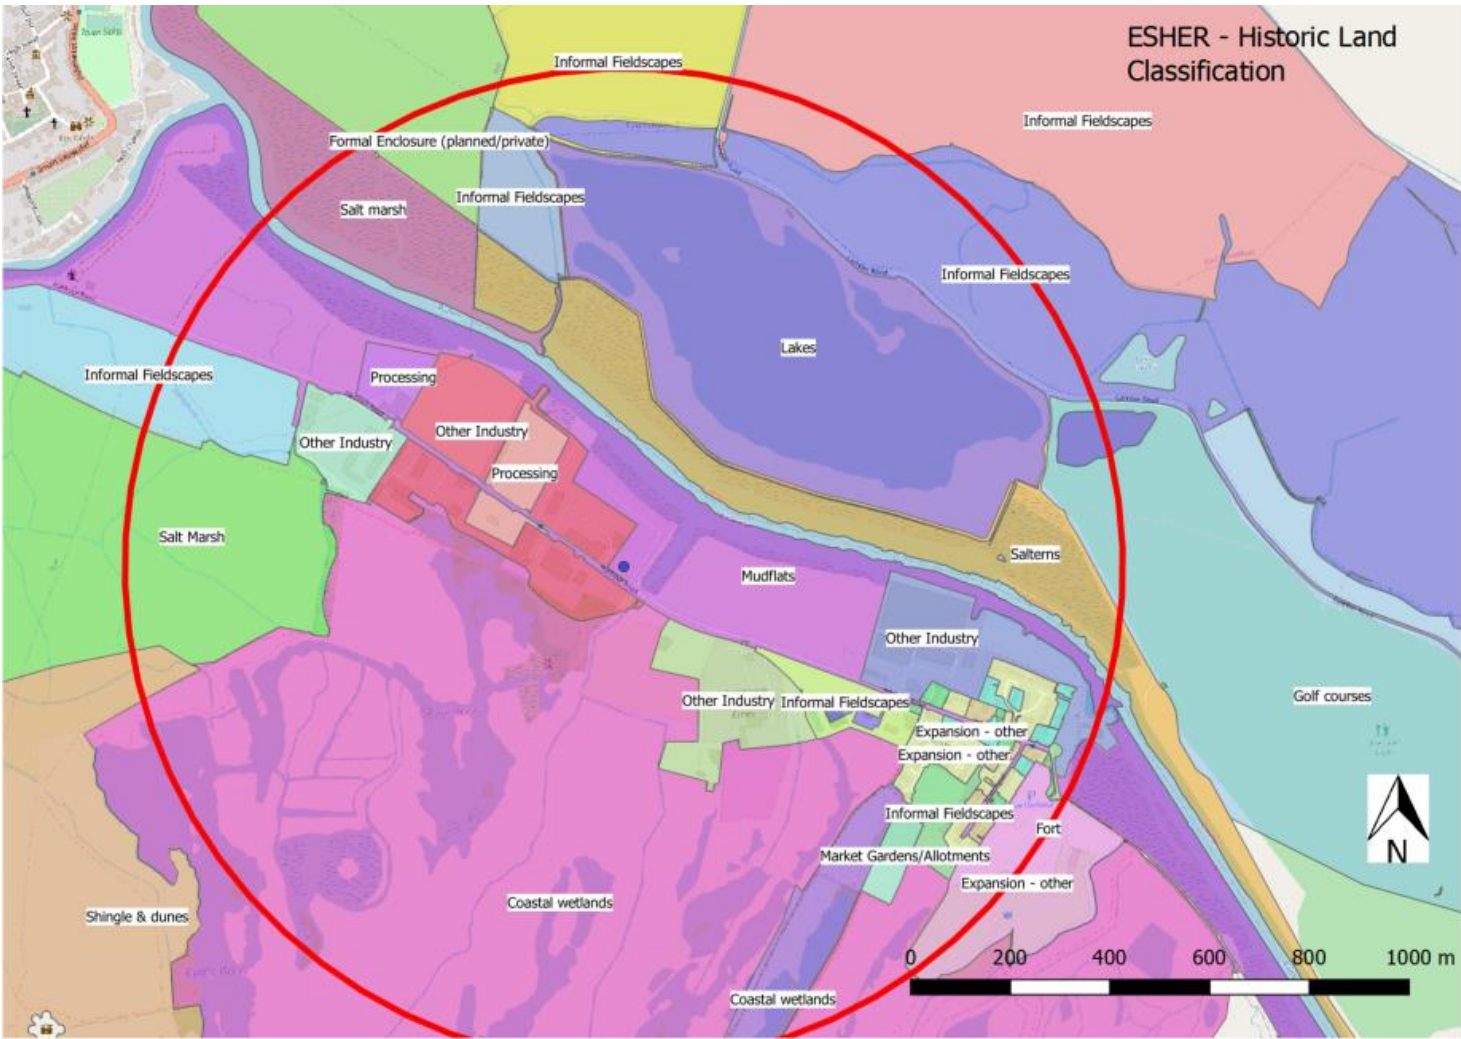 ESHER - Historic Land
Classification
Informal Fieldscapes
Informal Fieldscapes
Formal Enclosure (planned/private)
Informal Fieldscapes
Salt marsh
Informal Fieldscapes
Lakes
Informal Fieldscapes
Processing
Other Industry
Other Industry
Processing
Salt Marsh
Salterns
Mudflats
Other Industry
Golf courses
Other Industry
Informal Fieldscapes
Expansion - other
Expansion - other
Informal Fieldscapes
Fort
Market Gardens/Allotments
Expansion - other
Coastal wetlands
Shingle & dunes
Coastal wetlands
N
0 200 400 600 800 1000 m